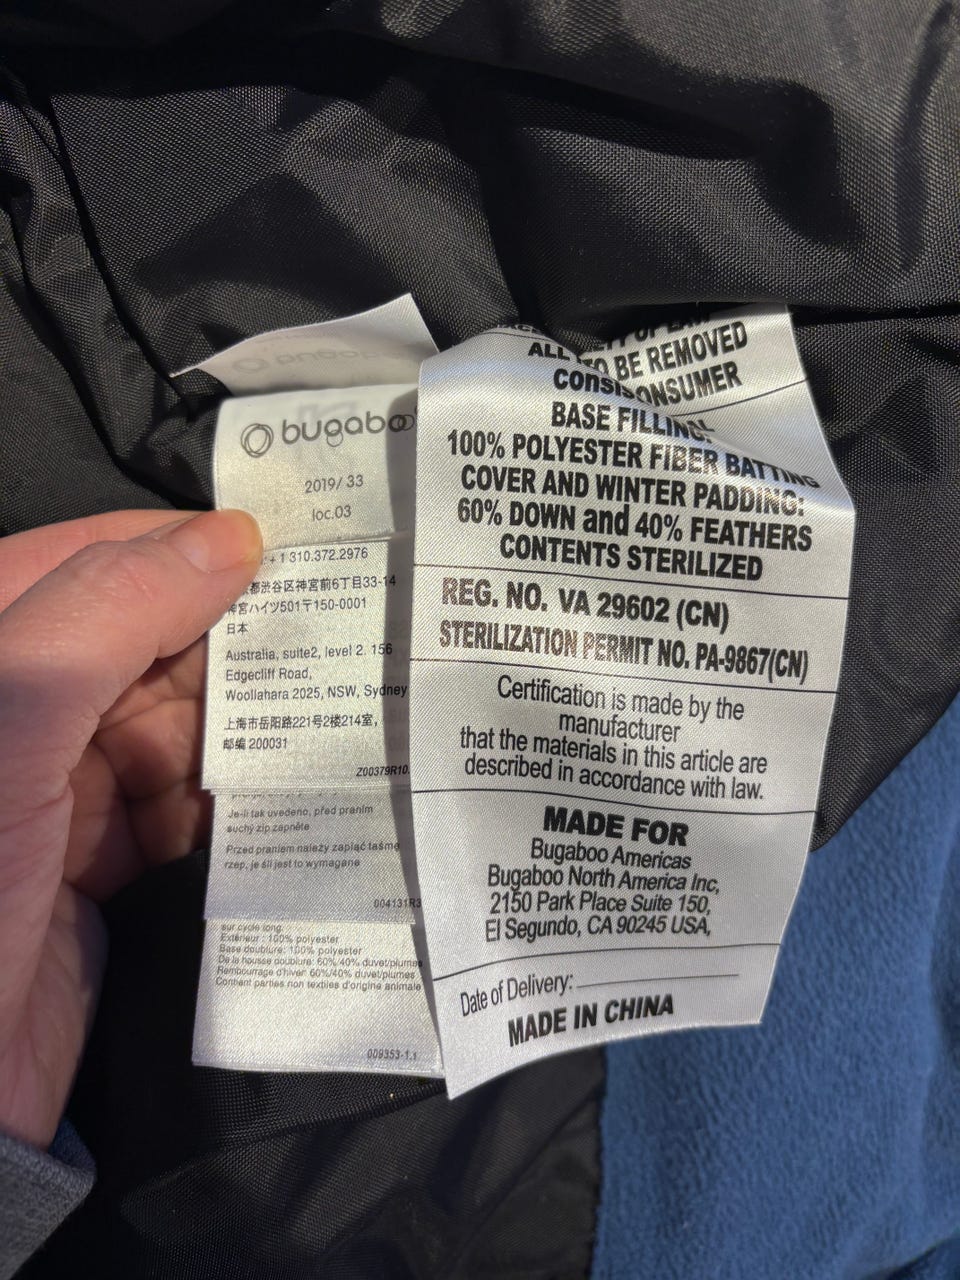 bugaboo
2019/ 33
loc.03
+ 1 310.372.2976
都渋谷区神宮前6丁目33-14
神宮ハイツ501〒150-0001
日本
Australia, suite2, level 2. 156
Edgecliff Road,
Woollahara 2025, NSW, Sydney
上海市岳阳路221号2楼214室，
邮编 200031
Z00379R10.
Je-li tak uvedeno, před praním
suchý zip zapněte
Przed praniem należy zapiąć taśmę
rzep, je śli jest to wymagane
004131R3
sur cycle long.
Extérieur : 100% polyester
Base doublure: 100% polyester
De la housse doublure: 60%/40% duvet/plumes
Rembourrage d'hiver: 60%/40% duvet/plumes
Contient parties non textiles d'origine animale
009353-1.1
TO BE REMOVED
CONSUMER
ALL
BASE FILLING:
100% POLYESTER FIBER BATTING
COVER AND WINTER PADDING:
60% DOWN and 40% FEATHERS
CONTENTS STERILIZED
REG. NO. VA 29602 (CN)
STERILIZATION PERMIT NO. PA-9867(CN)
Certification is made by the
manufacturer
that the materials in this article are
described in accordance with law.
MADE FOR
Bugaboo Americas
Bugaboo North America Inc,
2150 Park Place Suite 150,
El Segundo, CA 90245 USA,
Date of Delivery:
MADE IN CHINA